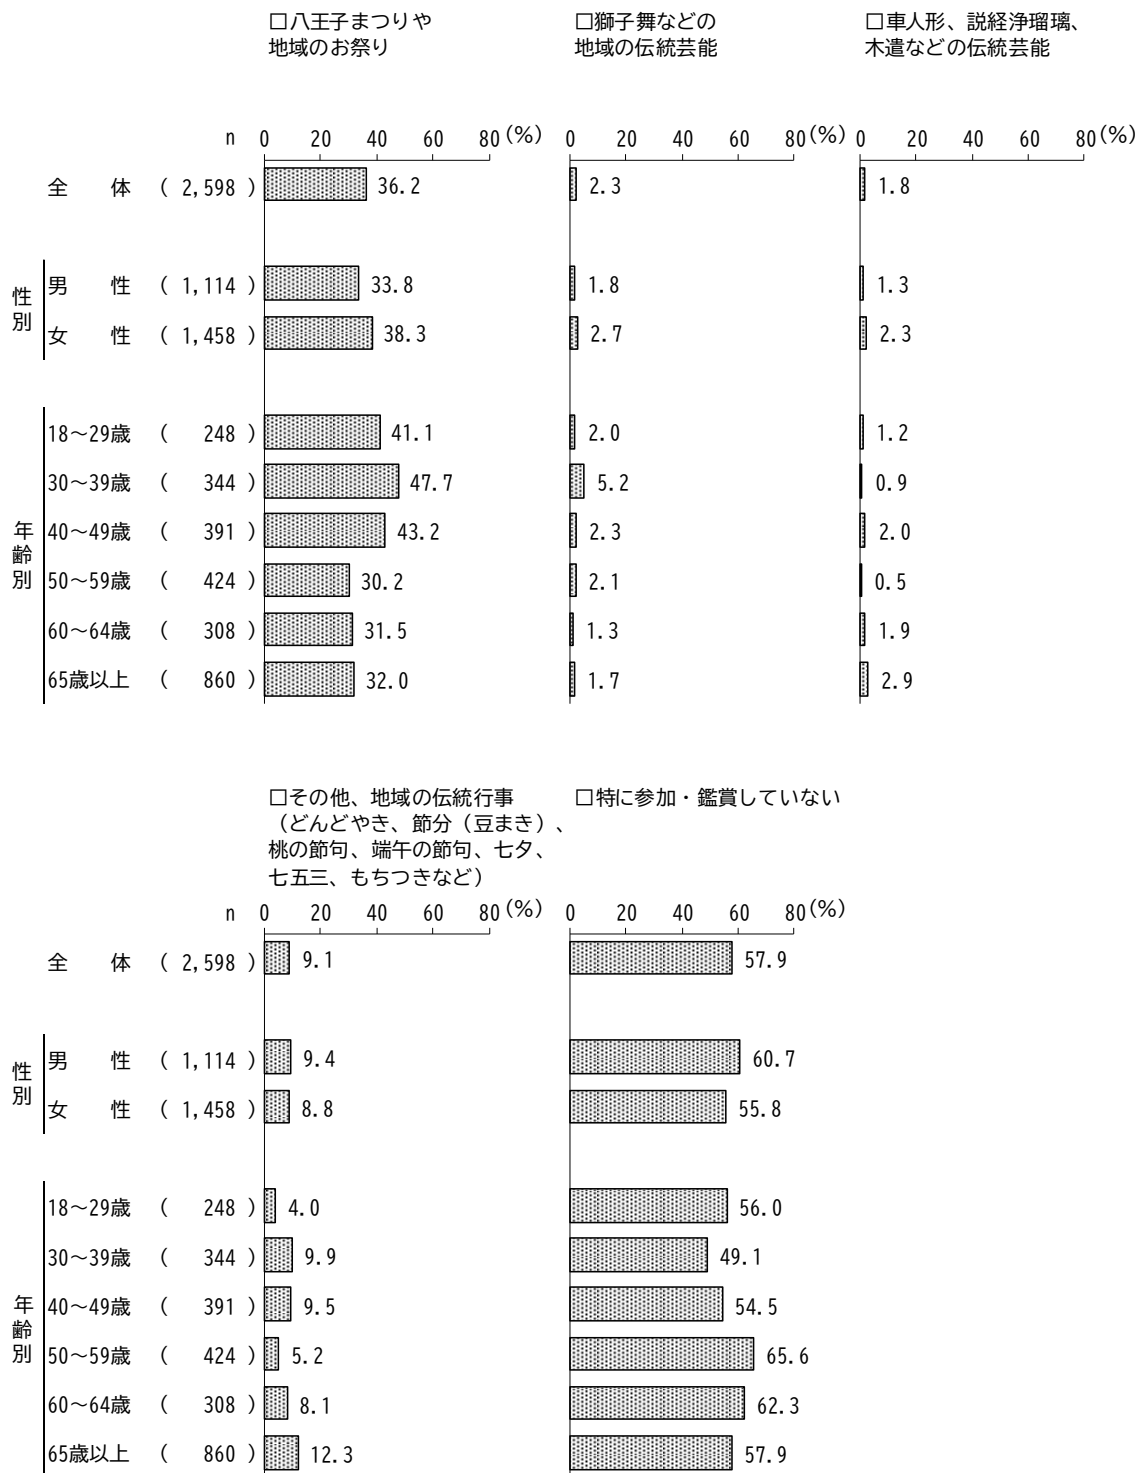 □八王子まつりや
地域のお祭り
□獅子舞などの
地域の伝統芸能
□車人形、説経浄瑠璃、
木遣などの伝統芸能
n 0 20 40 60 80 (%) 0 20 40 60 80 (%) 0 20 40 60 80 (%)
全 体 ( 2,598 ) 36.2 2.3 1.8
性別
男 性 ( 1,114 ) 33.8 1.8 1.3
女 性 ( 1,458 ) 38.3 2.7 2.3
年齢別
18～29歳 ( 248 ) 41.1 2.0 1.2
30～39歳 ( 344 ) 47.7 5.2 0.9
40～49歳 ( 391 ) 43.2 2.3 2.0
50～59歳 ( 424 ) 30.2 2.1 0.5
60～64歳 ( 308 ) 31.5 1.3 1.9
65歳以上 ( 860 ) 32.0 1.7 2.9
□その他、地域の伝統行事
（どんどやき、節分（豆まき）、
桃の節句、端午の節句、七夕、
七五三、もちつきなど）
□特に参加・鑑賞していない
n 0 20 40 60 80 (%) 0 20 40 60 80 (%)
全 体 ( 2,598 ) 9.1 57.9
性別
男 性 ( 1,114 ) 9.4 60.7
女 性 ( 1,458 ) 8.8 55.8
年齢別
18～29歳 ( 248 ) 4.0 56.0
30～39歳 ( 344 ) 9.9 49.1
40～49歳 ( 391 ) 9.5 54.5
50～59歳 ( 424 ) 5.2 65.6
60～64歳 ( 308 ) 8.1 62.3
65歳以上 ( 860 ) 12.3 57.9